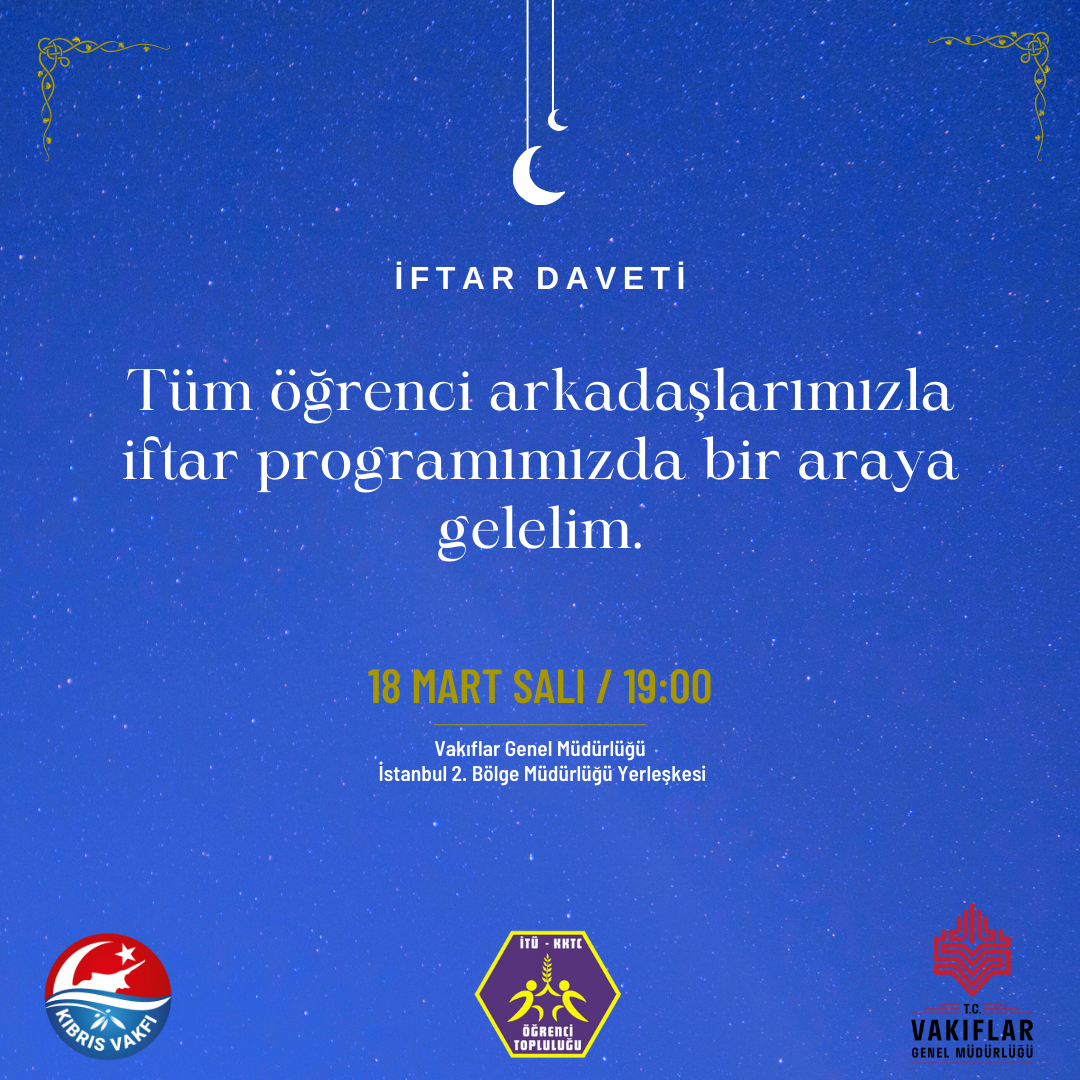 İFTAR DAVETİ
Tüm öğrenci arkadaşlarımızla
iftar programımızda bir araya
gelelim.
18 MART SALI / 19:00
Vakıflar Genel Müdürlüğü
İstanbul 2. Bölge Müdürlüğü Yerleşkesi
KIBRIS VAKFI
İTÜ - KKTC
ÖĞRENCİ
TOPLULUĞU
T.C.
VAKIFLAR
GENEL MÜDÜRLÜĞÜ